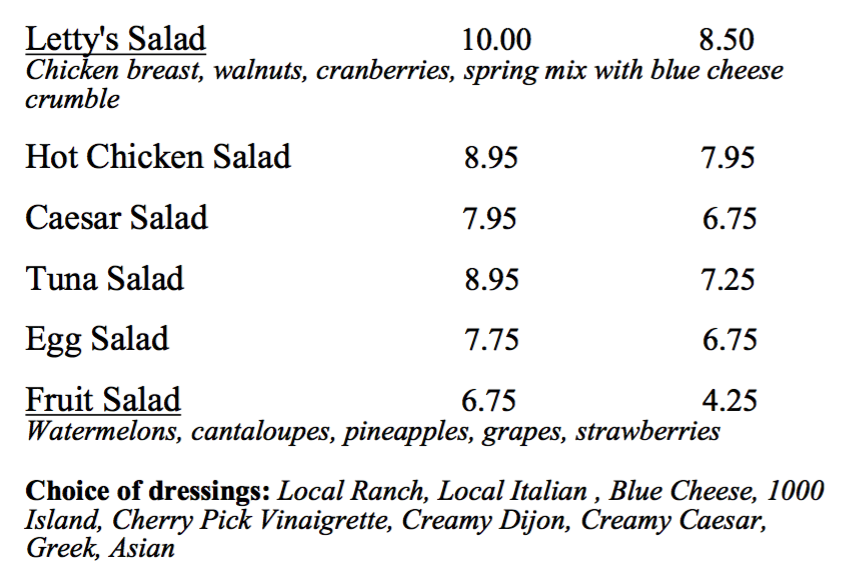 Letty's Salad 10.00 8.50
Chicken breast, walnuts, cranberries, spring mix with blue cheese
crumble
Hot Chicken Salad 8.95 7.95
Caesar Salad 7.95 6.75
Tuna Salad 8.95 7.25
Egg Salad 7.75 6.75
Fruit Salad 6.75 4.25
Watermelons, cantaloupes, pineapples, grapes, strawberries
Choice of dressings: Local Ranch, Local Italian , Blue Cheese, 1000
Island, Cherry Pick Vinaigrette, Creamy Dijon, Creamy Caesar,
Greek, Asian